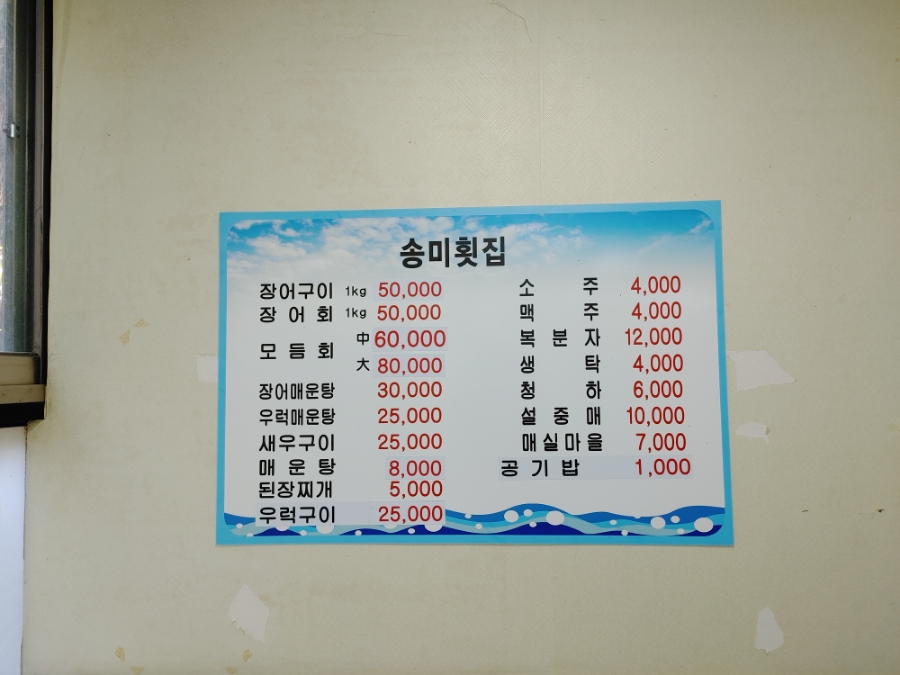 송미횟집
장어구이 1kg 50,000
장어회 1kg 50,000
모듬회 中 60,000
大 80,000
장어매운탕 30,000
우럭매운탕 25,000
새우구이 25,000
매운탕 8,000
된장찌개 5,000
우럭구이 25,000
소주 4,000
맥주 4,000
복분자 12,000
생탁 4,000
청하 6,000
설중매 10,000
매실마을 7,000
공기밥 1,000